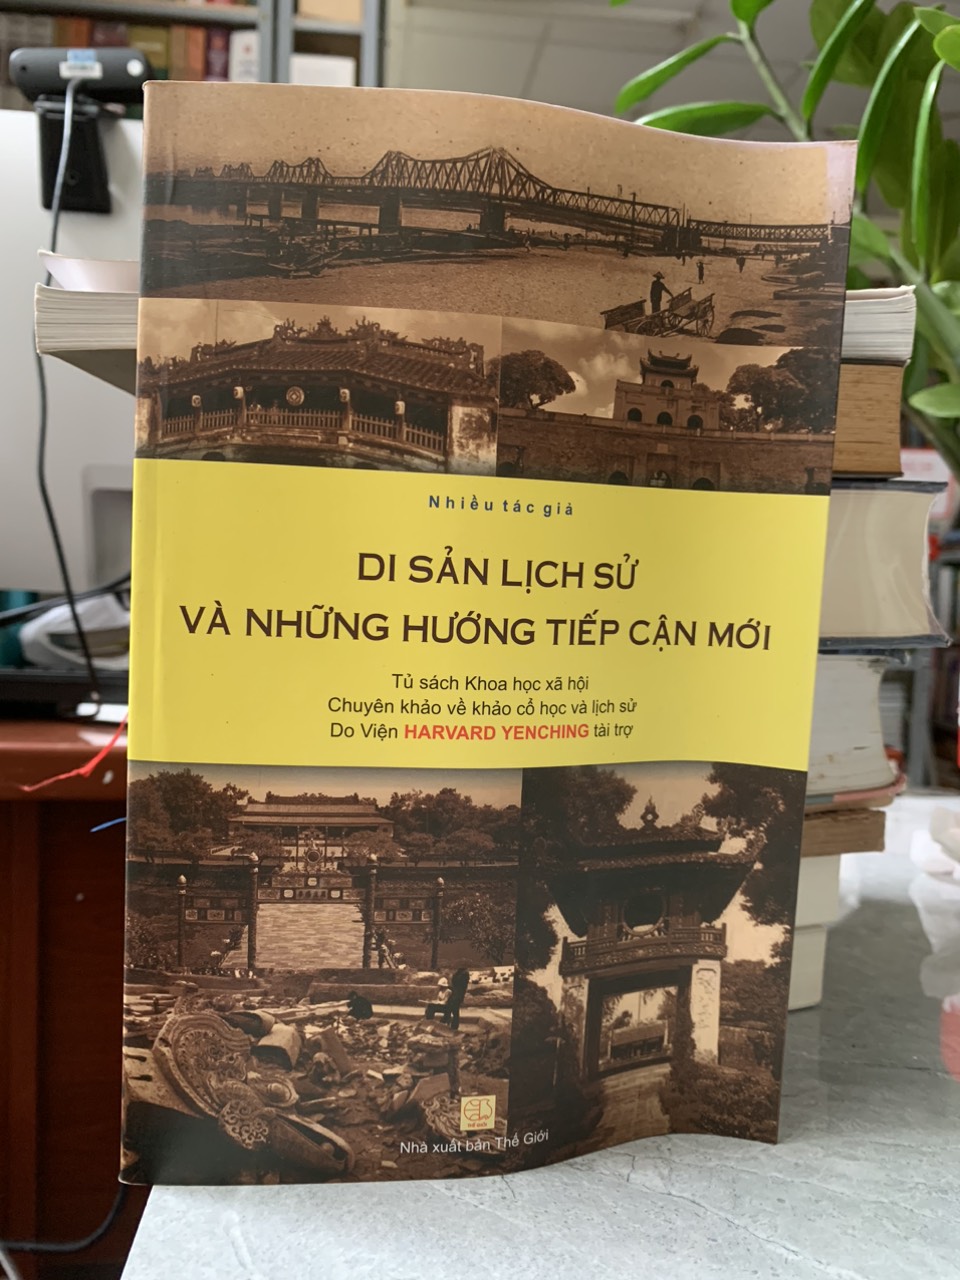 Nhiều tác giả
DI SẢN LỊCH SỬ
VÀ NHỮNG HƯỚNG TIẾP CẬN MỚI
Tủ sách Khoa học xã hội
Chuyên khảo về khảo cổ học và lịch sử
Do Viện HARVARD YENCHING tài trợ
THẾ GIỚI
Nhà xuất bản Thế Giới